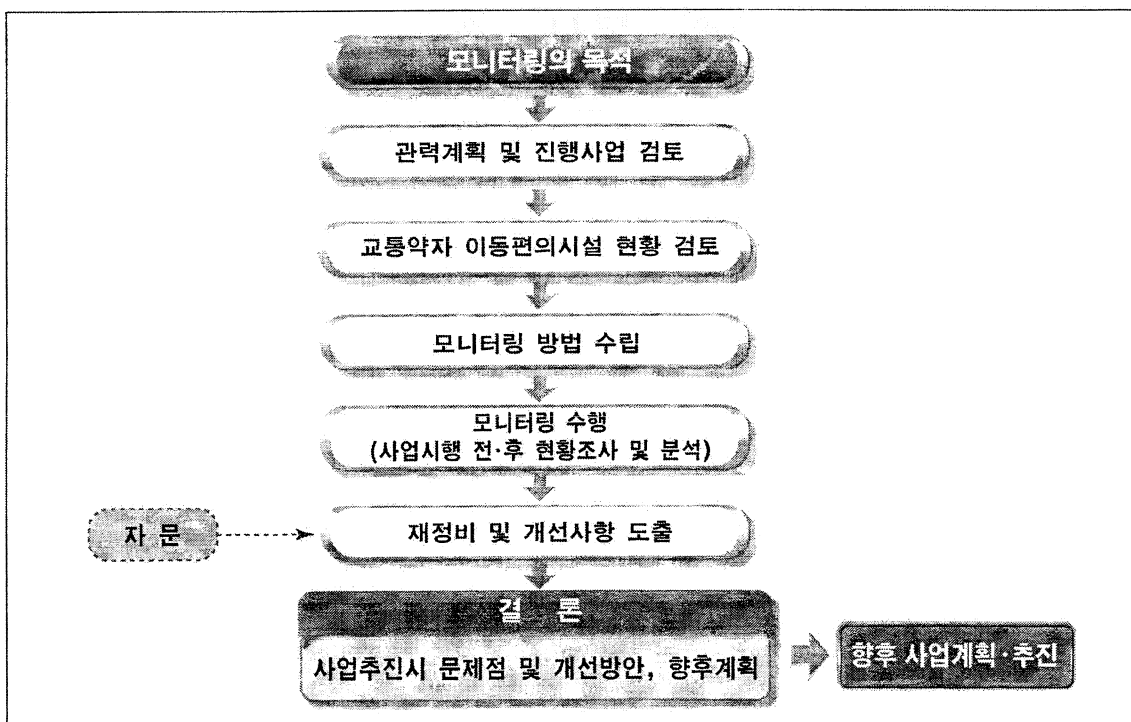 모니터링의 목적
관력계획 및 진행사업 검토
교통약자 이동편의시설 현황 검토
모니터링 방법 수립
모니터링 수행
(사업시행 전·후 현황조사 및 분석)
자 문
재정비 및 개선사항 도출
결 론
사업추진시 문제점 및 개선방안, 향후계획
향후 사업계획·추진